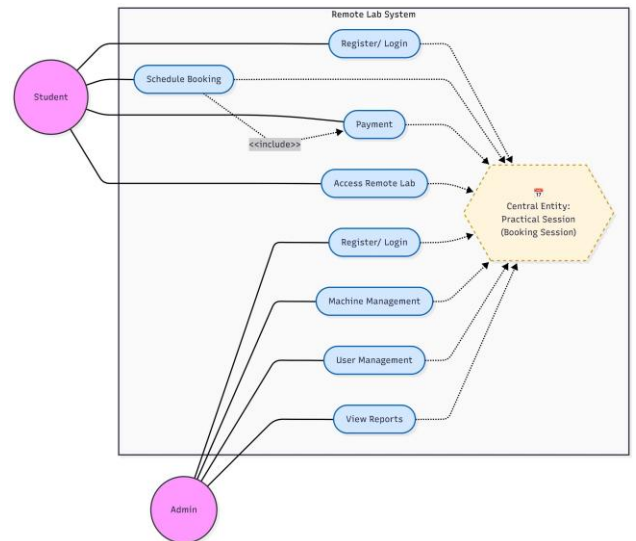 Remote Lab System
Register/ Login
Schedule Booking
Student
Payment
<<include>>
Access Remote Lab
📅
Central Entity:
Practical Session
(Booking Session)
Register/ Login
Machine Management
User Management
View Reports
Admin